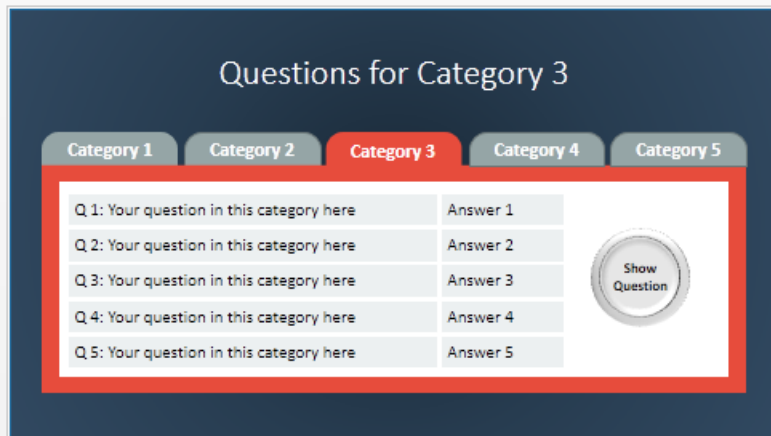 Questions for Category 3
Category 1 Category 2 Category 3 Category 4 Category 5
Q 1: Your question in this category here Answer 1
Q 2: Your question in this category here Answer 2
Q 3: Your question in this category here Answer 3
Q 4: Your question in this category here Answer 4
Q 5: Your question in this category here Answer 5
Show
Question